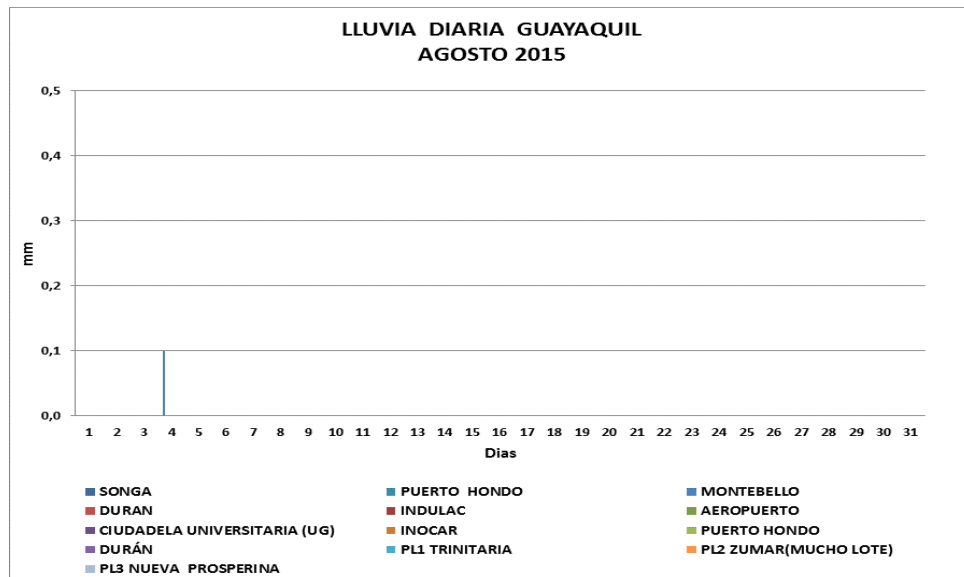 LLUVIA DIARIA GUAYAQUIL
AGOSTO 2015
0,5
0,4
0,3
0,2
0,1
0,0
mm
1 2 3 4 5 6 7 8 9 10 11 12 13 14 15 16 17 18 19 20 21 22 23 24 25 26 27 28 29 30 31
Dias
SONGA PUERTO HONDO MONTEBELLO
DURAN INDULAC AEROPUERTO
CIUDADELA UNIVERSITARIA (UG) INOCAR PUERTO HONDO
DURÁN PL1 TRINITARIA PL2 ZUMAR(MUCHO LOTE)
PL3 NUEVA PROSPERINA